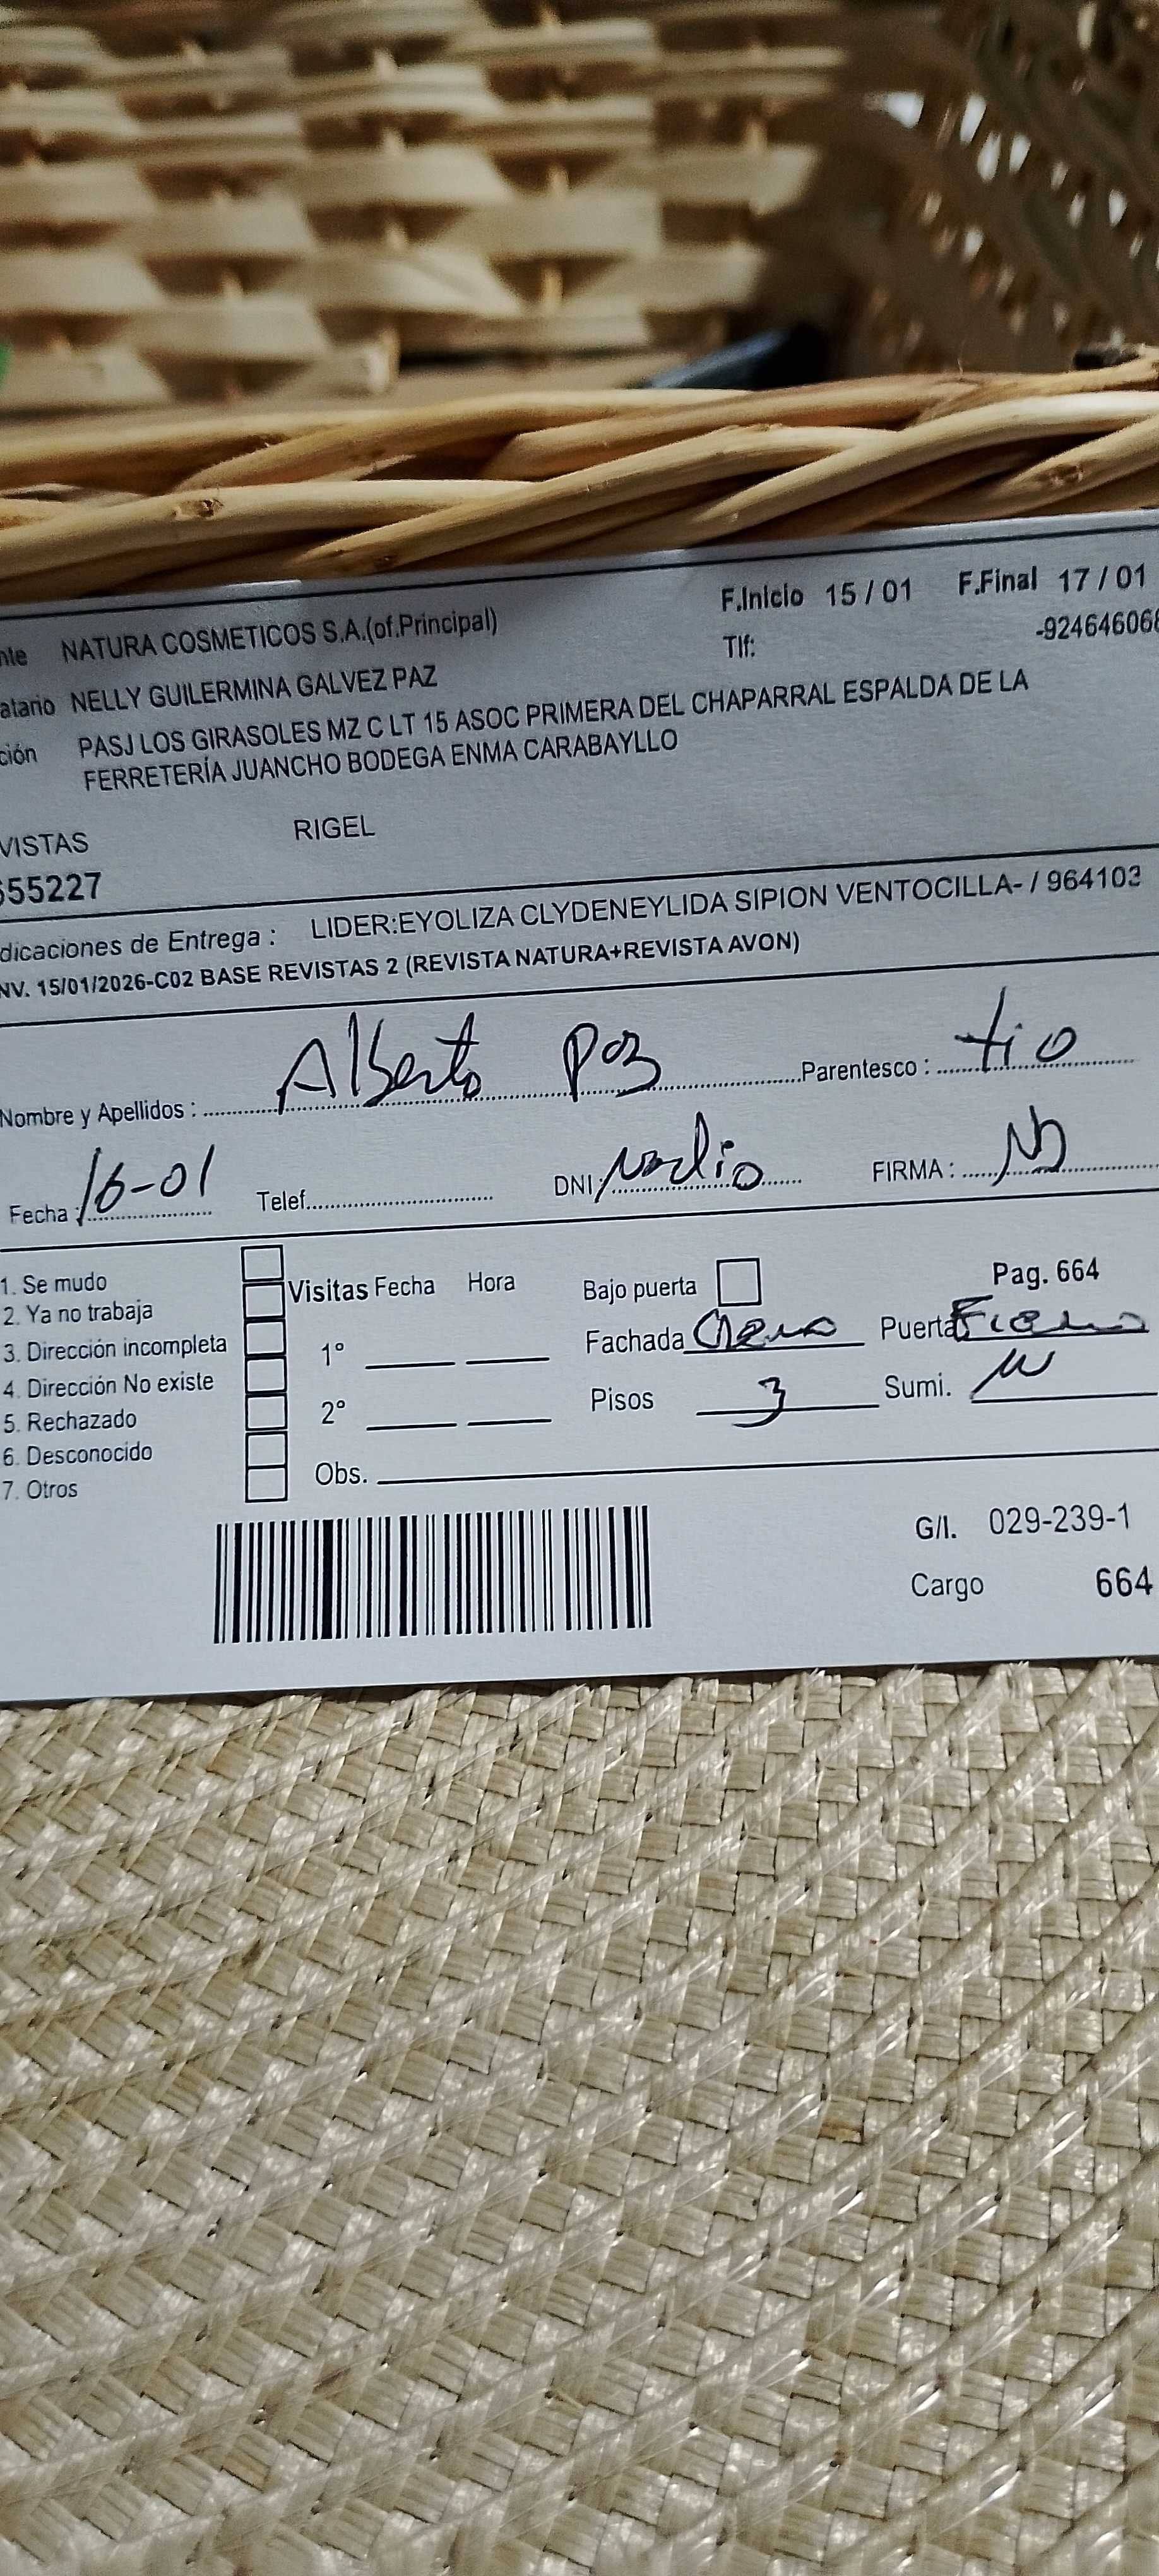 nte NATURA COSMETICOS S.A.(of.Principal) F.Inicio 15 / 01 F.Final 17 / 01
Tlf: -924646068
atario NELLY GUILERMINA GALVEZ PAZ
ción PASJ LOS GIRASOLES MZ C LT 15 ASOC PRIMERA DEL CHAPARRAL ESPALDA DE LA
FERRETERÍA JUANCHO BODEGA ENMA CARABAYLLO
VISTAS RIGEL
55227
dicaciones de Entrega : LIDER:EYOLIZA CLYDENEYLIDA SIPION VENTOCILLA- / 964103
NV. 15/01/2026-C02 BASE REVISTAS 2 (REVISTA NATURA+REVISTA AVON)
Nombre y Apellidos : Alberto Paz Parentesco : tio
Fecha : 16-01 Telef. DNI: FIRMA :
1. Se mudo
2. Ya no trabaja
3. Dirección incompleta
4. Dirección No existe
5. Rechazado
6. Desconocido
7. Otros
Visitas Fecha Hora
1°
2°
Obs.
Bajo puerta Pag. 664
Fachada Puerta
Pisos 3 Sumi.
G/I. 029-239-1
Cargo 664